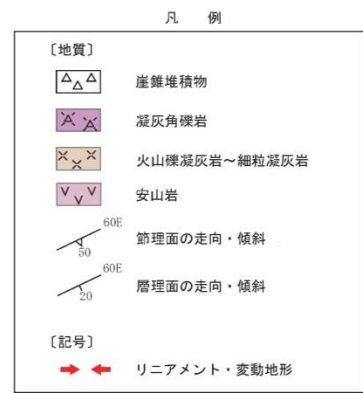 凡 例
〔地質〕
崖錐堆積物
凝灰角礫岩
火山礫凝灰岩～細粒凝灰岩
安山岩
60E
50
節理面の走向・傾斜
60E
20
層理面の走向・傾斜
〔記号〕
リニアメント・変動地形